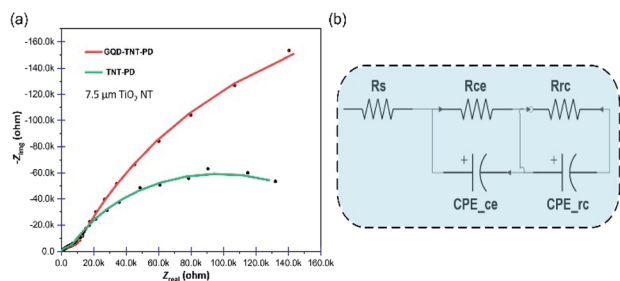 (a)
(b)
-160.0k
-140.0k
-120.0k
-100.0k
-80.0k
-60.0k
-40.0k
-20.0k
0.0
-Zimg (ohm)
GQD-TNT-PD
TNT-PD
7.5 μm TiO₂ NT
0.0 20.0k 40.0k 60.0k 80.0k 100.0k 120.0k 140.0k 160.0k
Zreal (ohm)
Rs Rce Rrc
+ +
CPE_ce CPE_rc